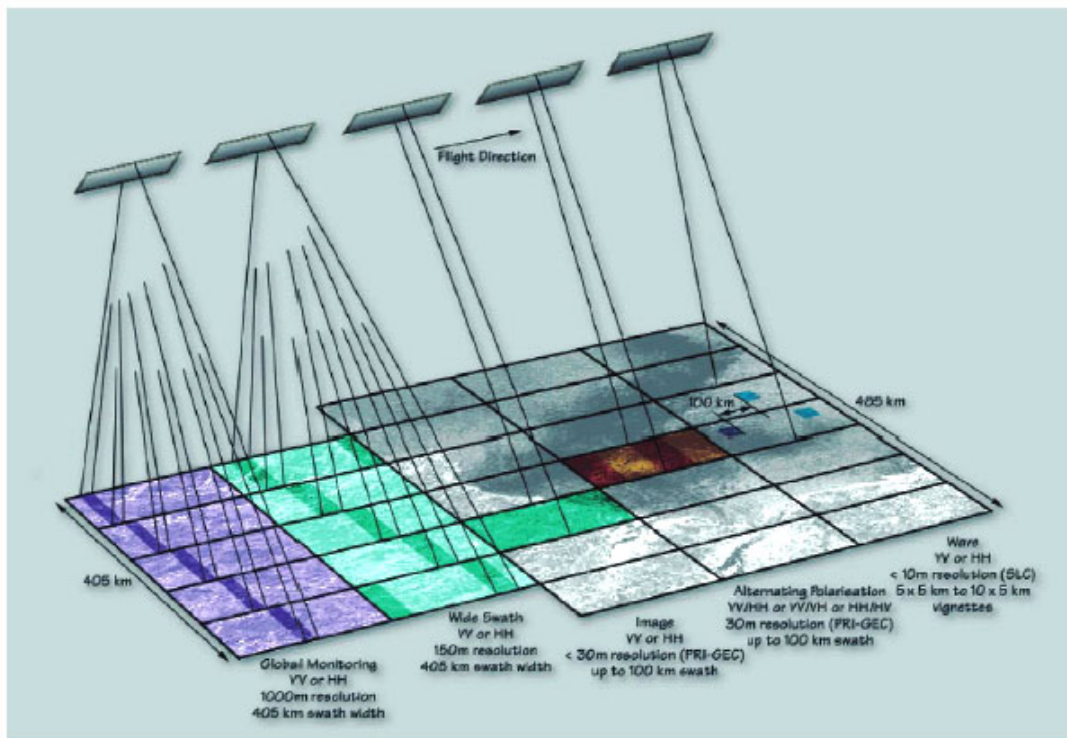 Flight Direction
100 km
485 km
405 km
Global Monitoring
VV or HH
1000m resolution
405 km swath width
Wide Swath
VV or HH
150m resolution
405 km swath width
Image
VV or HH
< 30m resolution (PRI-GEC)
up to 100 km swath
Alternating Polarisation
VV/HH or VV/VH or HH/HV
30m resolution (PRI-GEC)
up to 100 km swath
Wave
VV or HH
< 10m resolution (SLC)
5 x 5 km to 10 x 5 km
vignettes